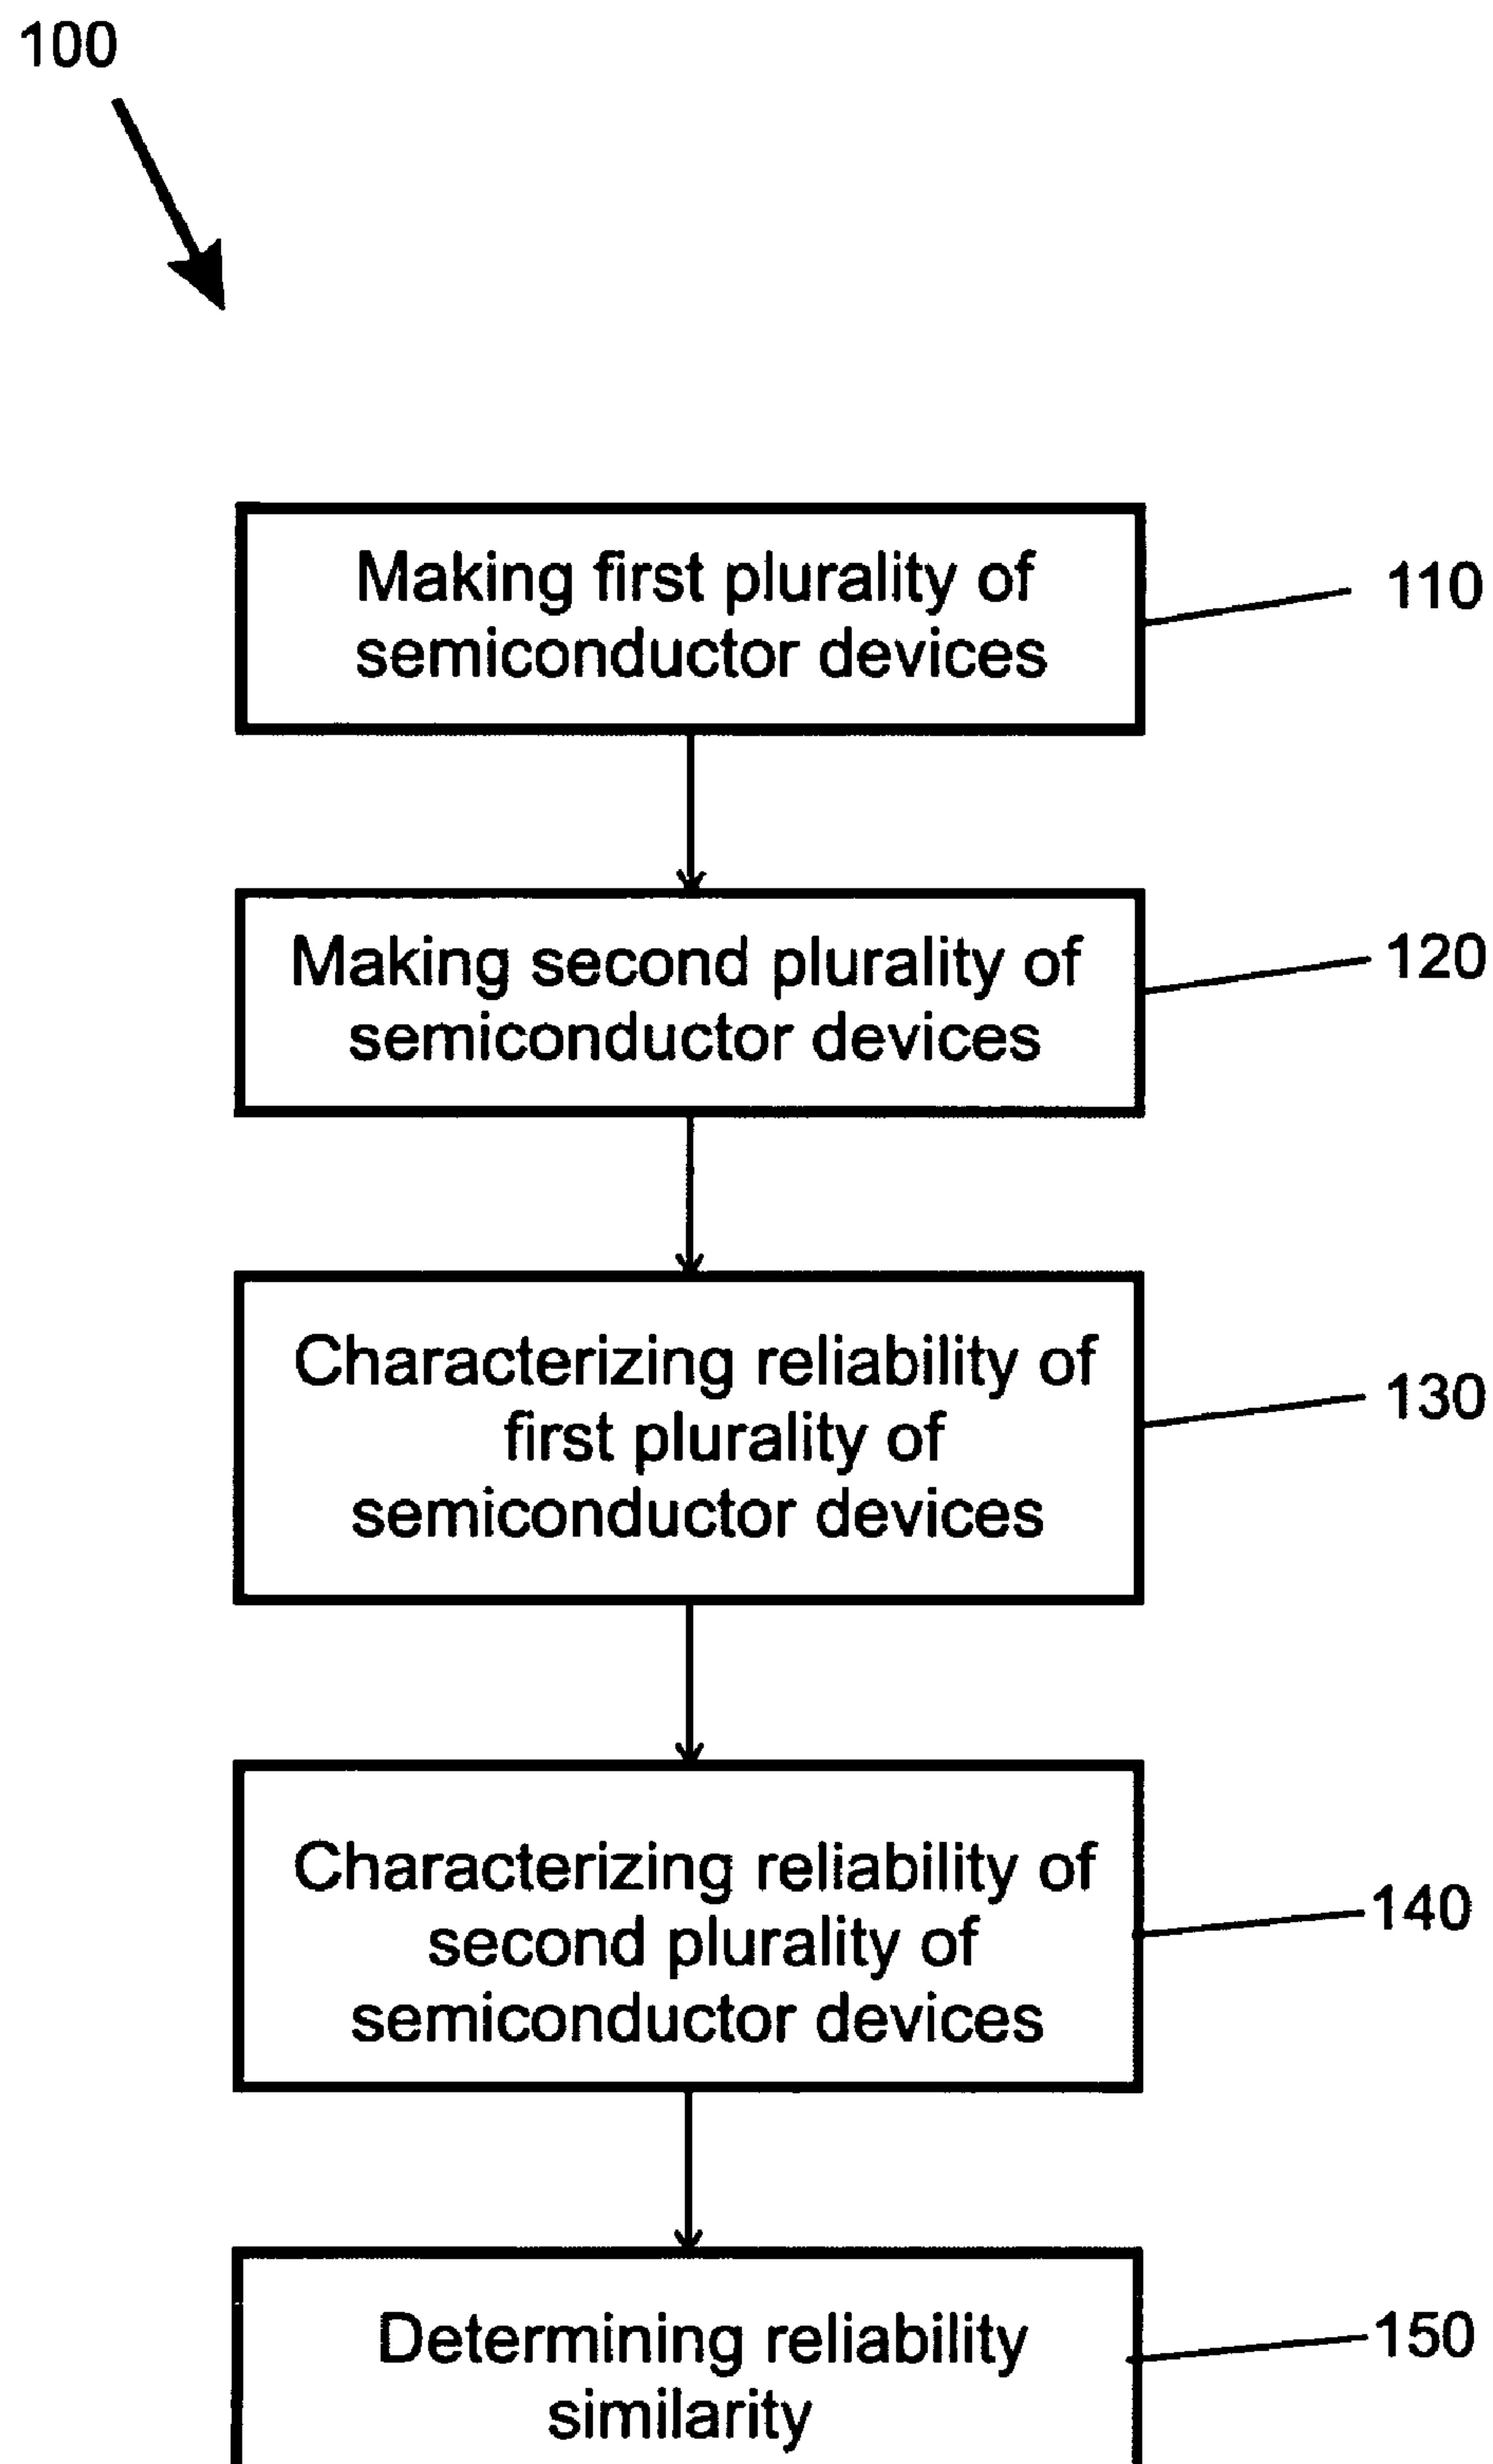 100
Making first plurality of
semiconductor devices
110
Making second plurality of
semiconductor devices
120
Characterizing reliability of
first plurality of
semiconductor devices
130
Characterizing reliability of
second plurality of
semiconductor devices
140
Determining reliability
similarity
150